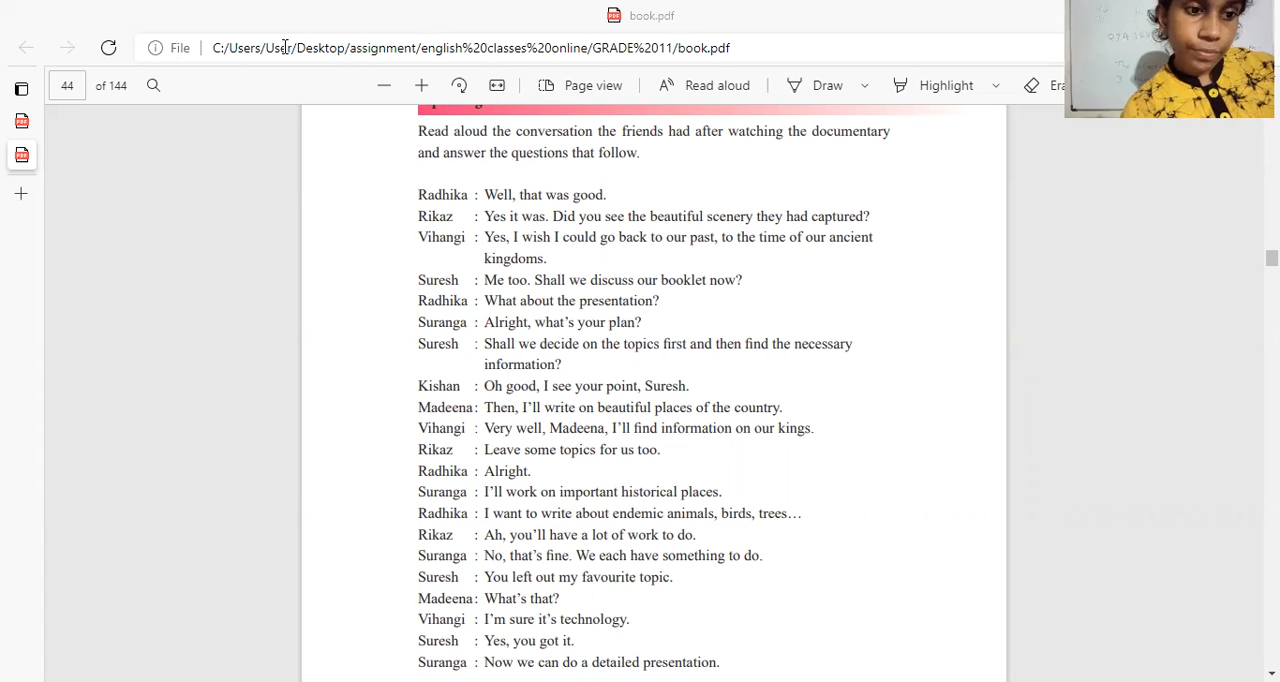 book.pdf
File C:/Users/User/Desktop/assignment/english%20classes%20online/GRADE%2011/book.pdf
44 of 144 Page view Read aloud Draw Highlight
Read aloud the conversation the friends had after watching the documentary
and answer the questions that follow.
Radhika : Well, that was good.
Rikaz : Yes it was. Did you see the beautiful scenery they had captured?
Vihangi : Yes, I wish I could go back to our past, to the time of our ancient
kingdoms.
Suresh : Me too. Shall we discuss our booklet now?
Radhika : What about the presentation?
Suranga : Alright, what's your plan?
Suresh : Shall we decide on the topics first and then find the necessary
information?
Kishan : Oh good, I see your point, Suresh.
Madeena : Then, I'll write on beautiful places of the country.
Vihangi : Very well, Madeena, I'll find information on our kings.
Rikaz : Leave some topics for us too.
Radhika : Alright.
Suranga : I'll work on important historical places.
Radhika : I want to write about endemic animals, birds, trees…
Rikaz : Ah, you'll have a lot of work to do.
Suranga : No, that's fine. We each have something to do.
Suresh : You left out my favourite topic.
Madeena : What's that?
Vihangi : I'm sure it's technology.
Suresh : Yes, you got it.
Suranga : Now we can do a detailed presentation.